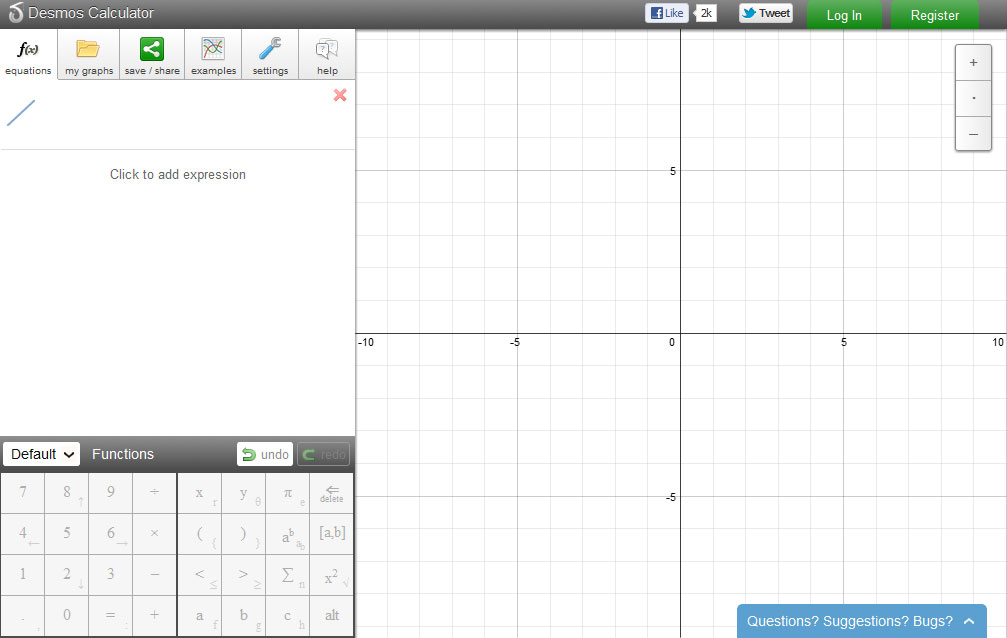 Desmos Calculator
Like 2k Tweet Log In Register
f(x)
equations my graphs save / share examples settings help
Click to add expression
5
-10 -5 0 5 10
-5
Default Functions undo redo
7 8 ↑ 9 ÷ x r y θ π e ⇐ delete
4 ← 5 6 → × ( { ) } a^b a_b [a,b]
1 2 ↓ 3 − < ≤ > ≥ ∑ n x² √
. , 0 = : + a f b g c h alt
Questions? Suggestions? Bugs?